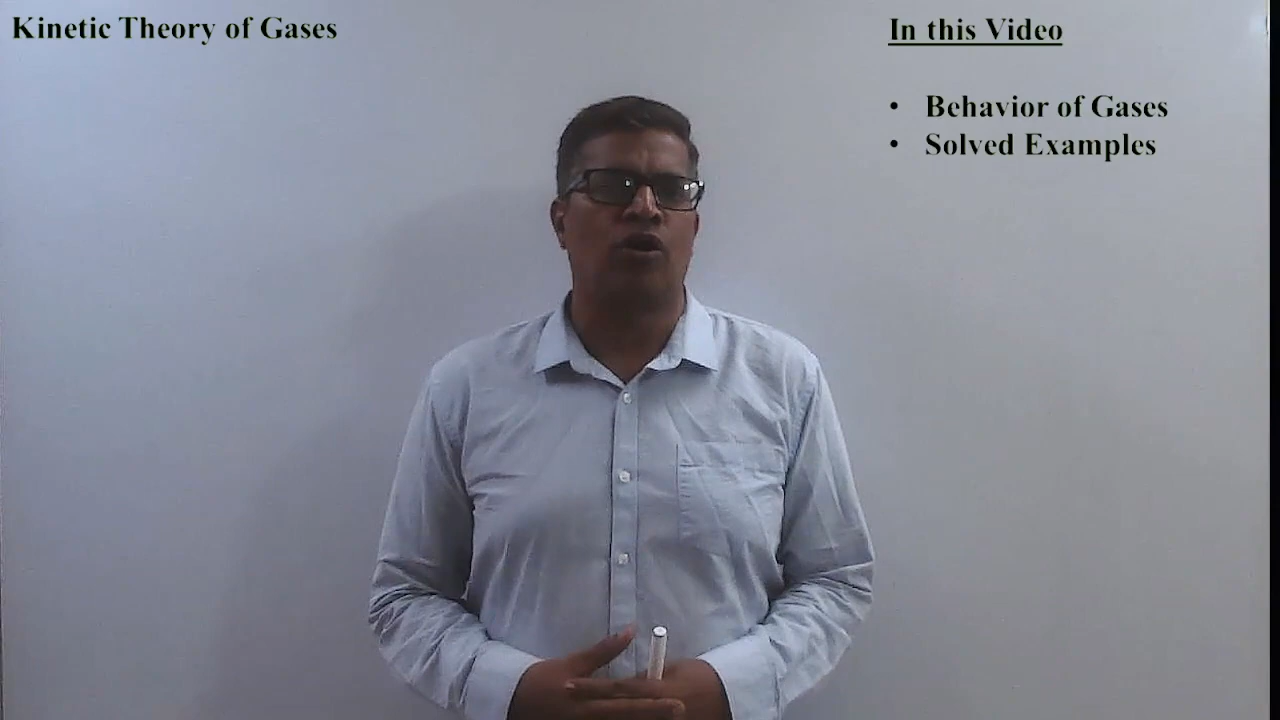 Kinetic Theory of Gases
In this Video
• Behavior of Gases
• Solved Examples